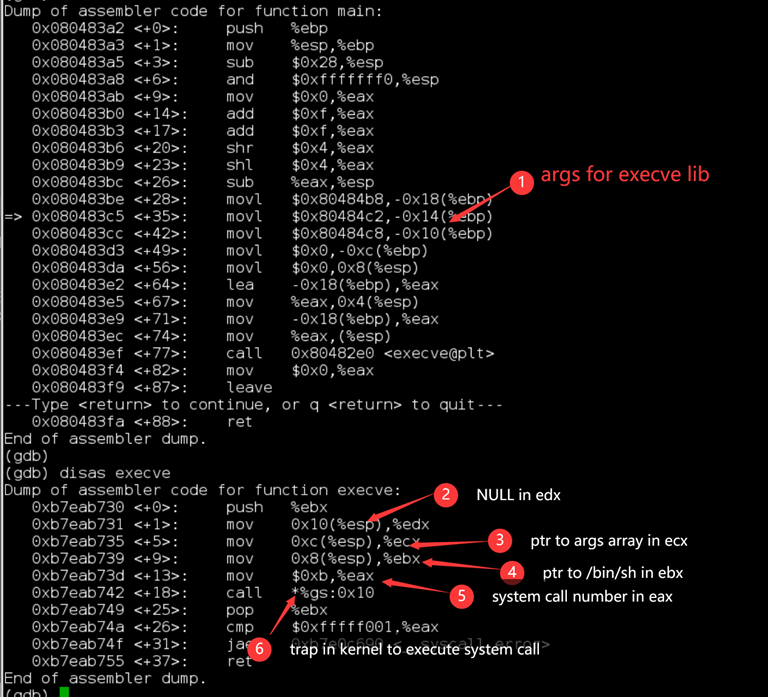 Dump of assembler code for function main:
0x080483a2 <+0>: push %ebp
0x080483a3 <+1>: mov %esp,%ebp
0x080483a5 <+3>: sub $0x28,%esp
0x080483a8 <+6>: and $0xfffffff0,%esp
0x080483ab <+9>: mov $0x0,%eax
0x080483b0 <+14>: add $0xf,%eax
0x080483b3 <+17>: add $0xf,%eax
0x080483b6 <+20>: shr $0x4,%eax
0x080483b9 <+23>: shl $0x4,%eax
0x080483bc <+26>: sub %eax,%esp
1 args for execve lib
0x080483be <+28>: movl $0x80484b8,-0x18(%ebp)
=> 0x080483c5 <+35>: movl $0x80484c2,-0x14(%ebp)
0x080483cc <+42>: movl $0x80484c8,-0x10(%ebp)
0x080483d3 <+49>: movl $0x0,-0xc(%ebp)
0x080483da <+56>: movl $0x0,0x8(%esp)
0x080483e2 <+64>: lea -0x18(%ebp),%eax
0x080483e5 <+67>: mov %eax,0x4(%esp)
0x080483e9 <+71>: mov -0x18(%ebp),%eax
0x080483ec <+74>: mov %eax,(%esp)
0x080483ef <+77>: call 0x80482e0 <execve@plt>
0x080483f4 <+82>: mov $0x0,%eax
0x080483f9 <+87>: leave
---Type <return> to continue, or q <return> to quit---
0x080483fa <+88>: ret
End of assembler dump.
(gdb)
(gdb) disas execve
Dump of assembler code for function execve:
2 NULL in edx
0xb7eab730 <+0>: push %ebx
0xb7eab731 <+1>: mov 0x10(%esp),%edx
0xb7eab735 <+5>: mov 0xc(%esp),%ecx
3 ptr to args array in ecx
0xb7eab739 <+9>: mov 0x8(%esp),%ebx
4 ptr to /bin/sh in ebx
0xb7eab73d <+13>: mov $0xb,%eax
0xb7eab742 <+18>: call *%gs:0x10
5 system call number in eax
0xb7eab749 <+25>: pop %ebx
0xb7eab74a <+26>: cmp $0xfffff001,%eax
0xb7eab74f <+31>: jae
6 trap in kernel to execute system call
0xb7eab755 <+37>: ret
End of assembler dump.
(gdb)